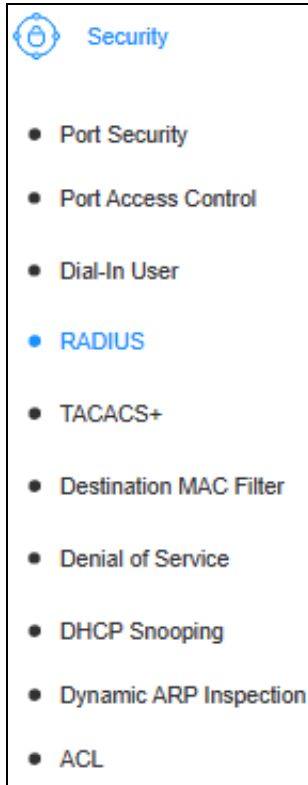 Security
Port Security
Port Access Control
Dial-In User
RADIUS
TACACS+
Destination MAC Filter
Denial of Service
DHCP Snooping
Dynamic ARP Inspection
ACL